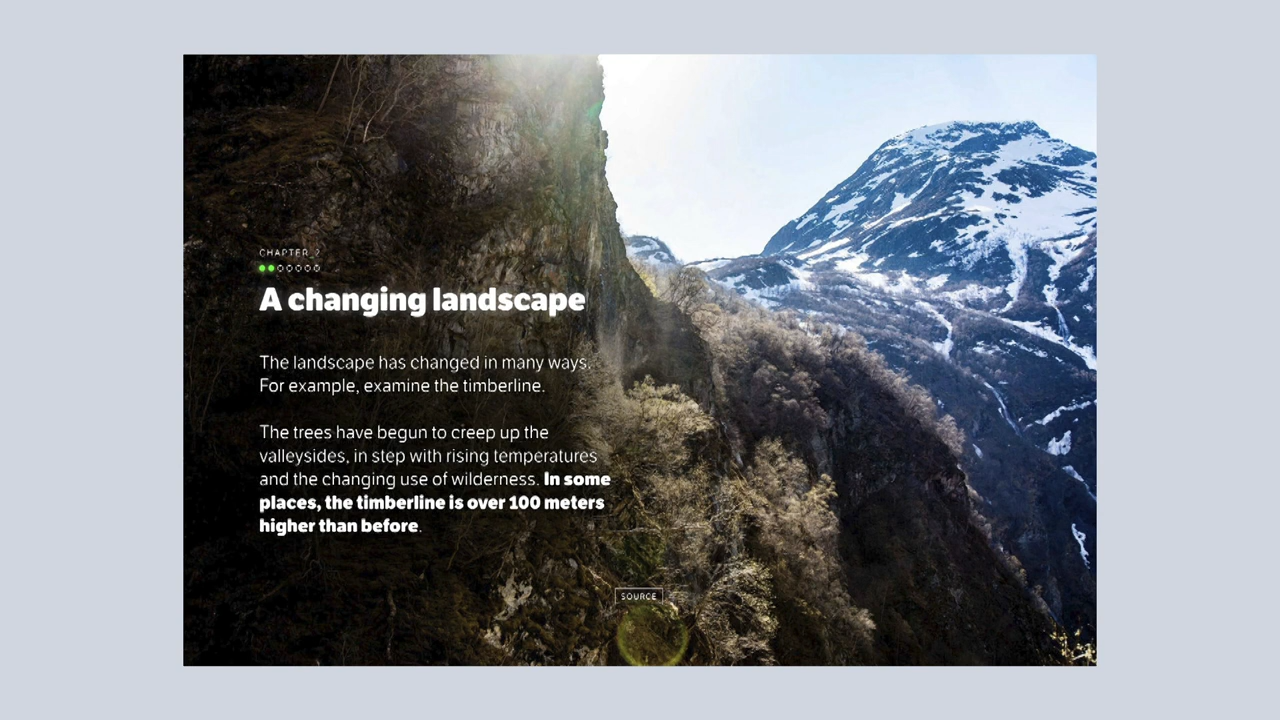 CHAPTER 2
A changing landscape
The landscape has changed in many ways.
For example, examine the timberline.
The trees have begun to creep up the
valleysides, in step with rising temperatures
and the changing use of wilderness. In some
places, the timberline is over 100 meters
higher than before.
SOURCE